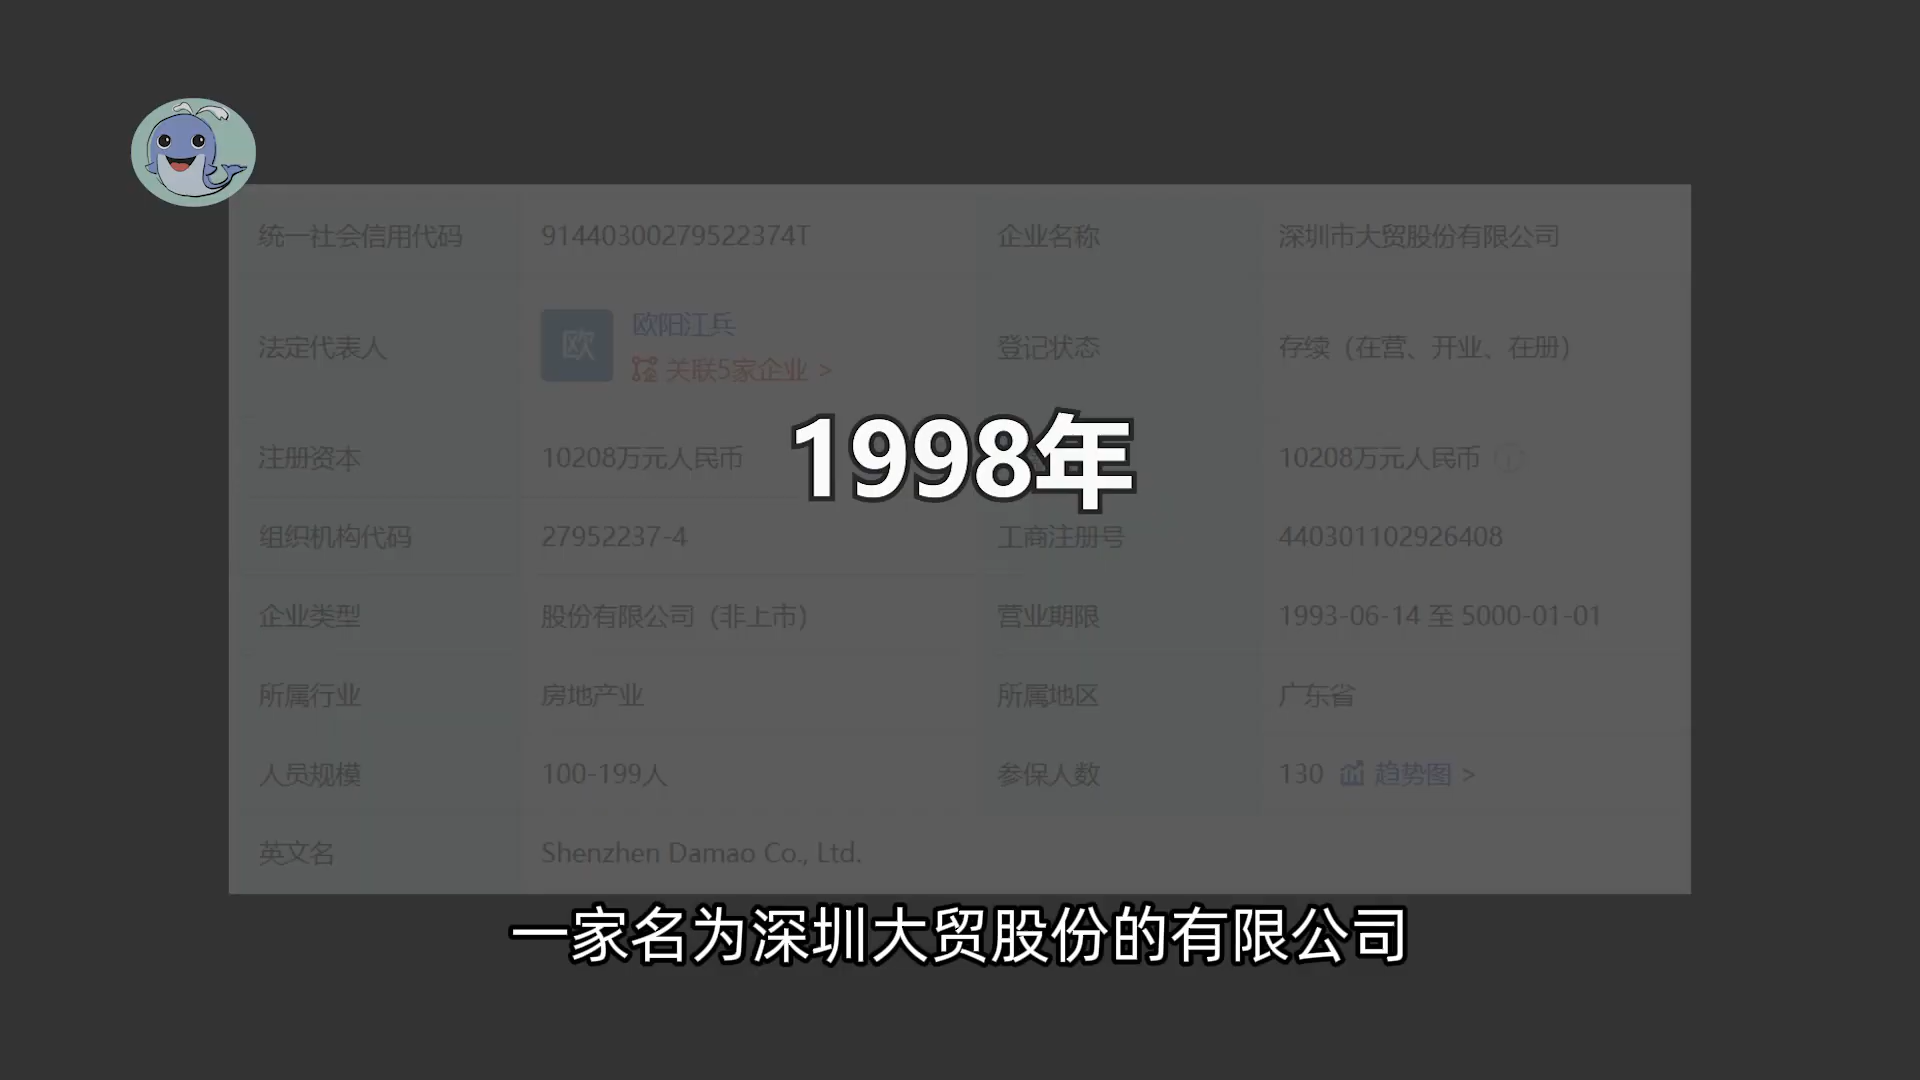 统一社会信用代码 91440300279522374T 企业名称 深圳市大贸股份有限公司
法定代表人 欧 欧阳江兵 登记状态 存续（在营、开业、在册）
关联5家企业 >
1998年
注册资本 10208万元人民币 10208万元人民币
组织机构代码 27952237-4 工商注册号 440301102926408
企业类型 股份有限公司（非上市） 营业期限 1993-06-14 至 5000-01-01
所属行业 房地产业 所属地区 广东省
人员规模 100-199人 参保人数 130 趋势图 >
英文名 Shenzhen Damao Co., Ltd.
一家名为深圳大贸股份的有限公司